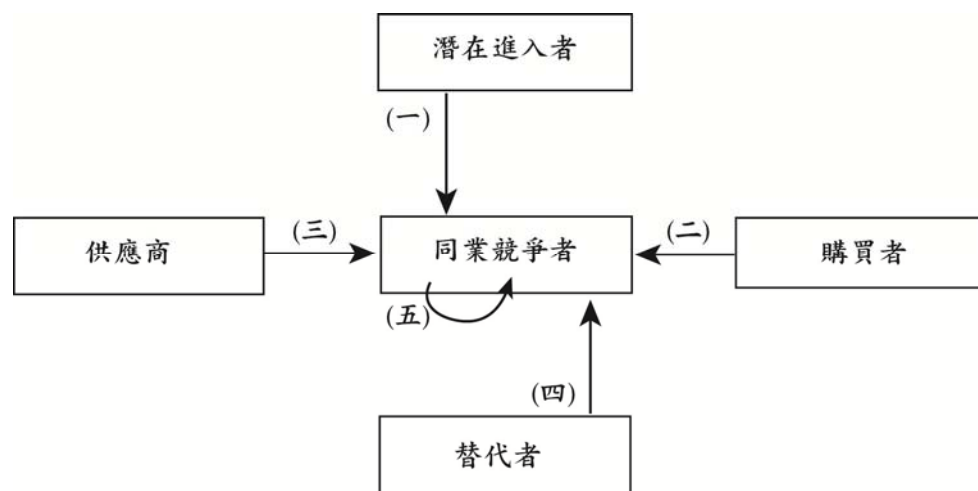 潛在進入者
(一)
供應商
(三)
同業競爭者
(二)
購買者
(五)
(四)
替代者